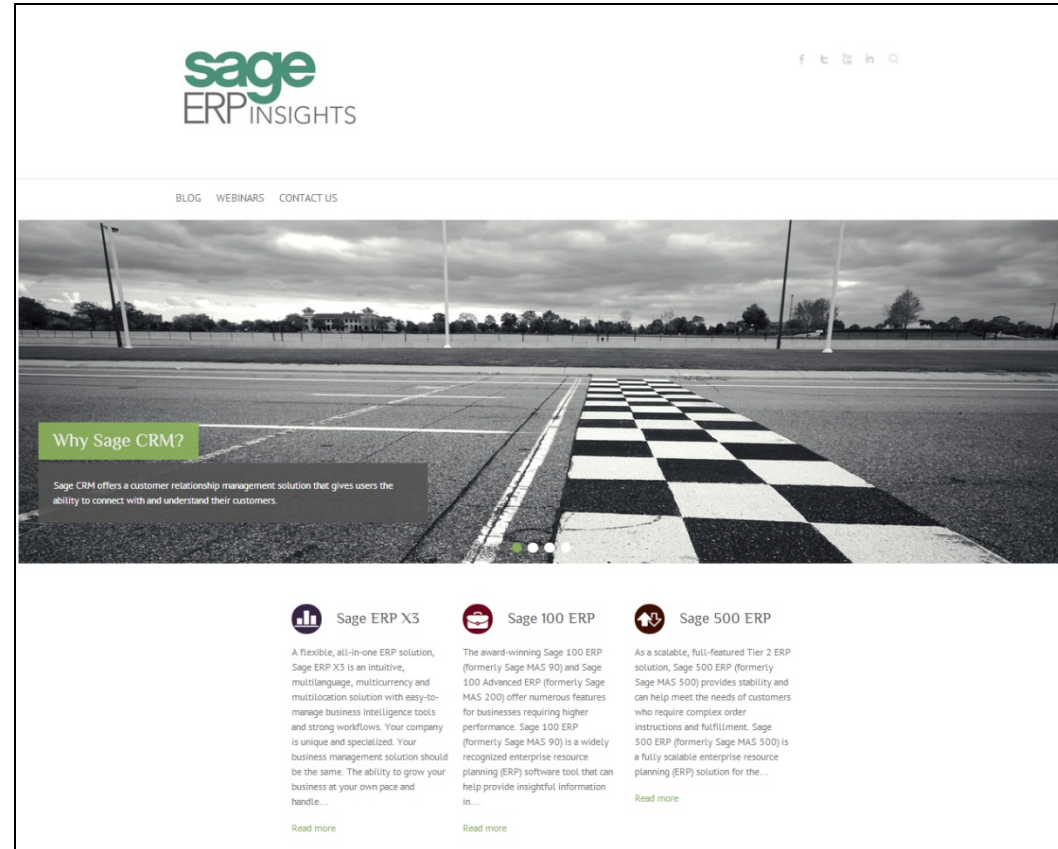 sage
ERP INSIGHTS
BLOG WEBINARS CONTACT US
Why Sage CRM?
Sage CRM offers a customer relationship management solution that gives users the
ability to connect with and understand their customers.
Sage ERP X3
A flexible, all-in-one ERP solution,
Sage ERP X3 is an intuitive,
multilanguage, multicurrency and
multilocation solution with easy-to-
manage business intelligence tools
and strong workflows. Your company
is unique and specialized. Your
business management solution should
be the same. The ability to grow your
business at your own pace and
handle...
Read more
Sage 100 ERP
The award-winning Sage 100 ERP
(formerly Sage MAS 90) and Sage
100 Advanced ERP (formerly Sage
MAS 200) offer numerous features
for businesses requiring higher
performance. Sage 100 ERP
(formerly Sage MAS 90) is a widely
recognized enterprise resource
planning (ERP) software tool that can
help provide insightful information
in...
Read more
Sage 500 ERP
As a scalable, full-featured Tier 2 ERP
solution, Sage 500 ERP (formerly
Sage MAS 500) provides stability and
can help meet the needs of customers
who require complex order
instructions and fulfillment. Sage
500 ERP (formerly Sage MAS 500) is
a fully scalable enterprise resource
planning (ERP) solution for the...
Read more